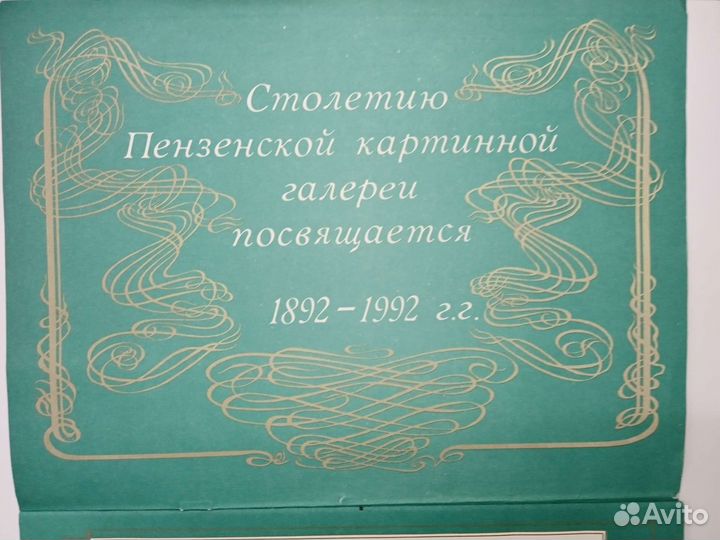 Столетию
Пензенской картинной
галереи
посвящается
1892-1992 г.г.
Avito